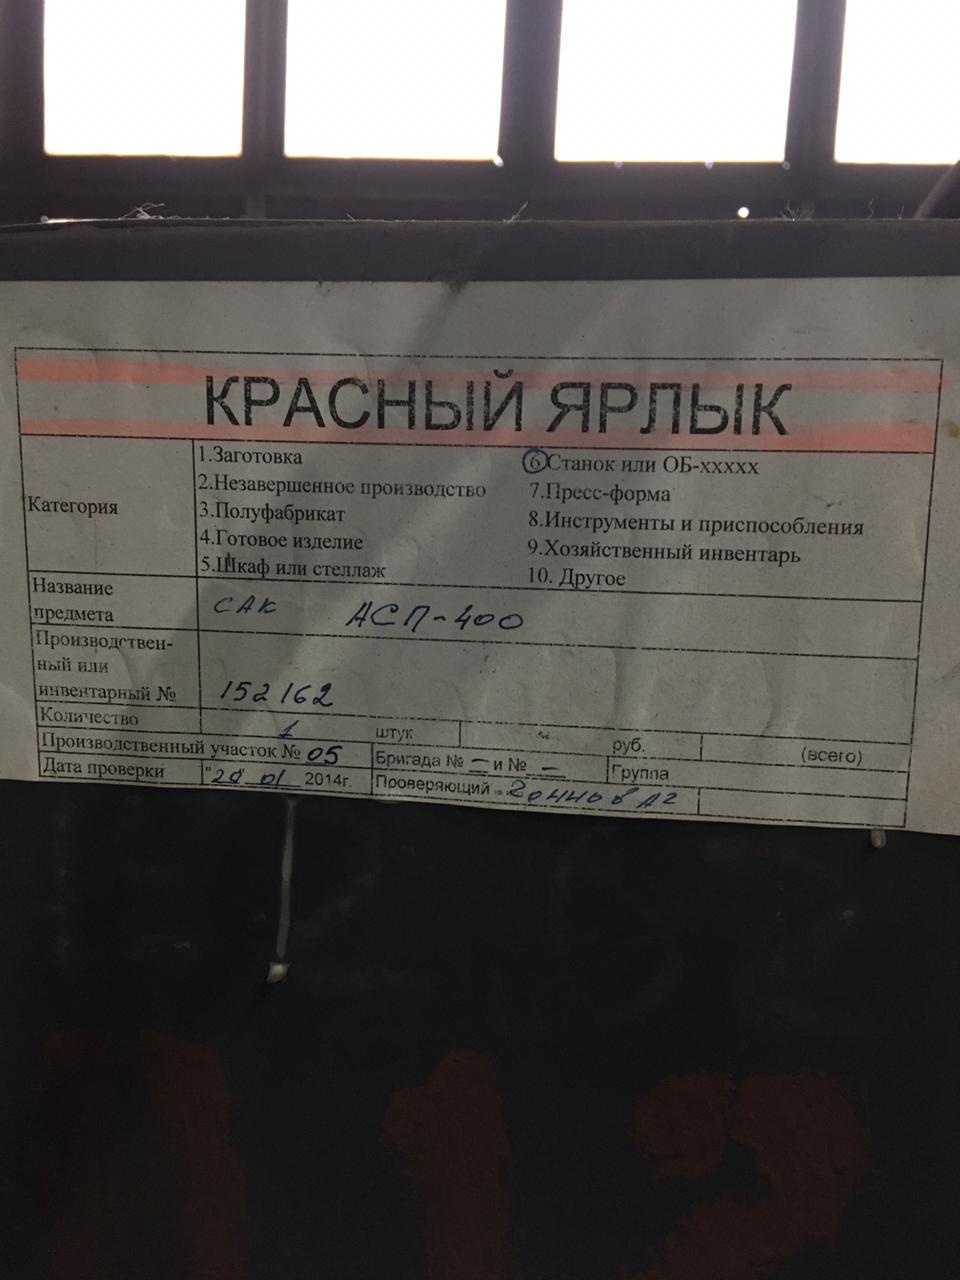 КРАСНЫЙ ЯРЛЫК
Категория
1.Заготовка
2.Незавершенное производство
3.Полуфабрикат
4.Готовое изделие
5.Шкаф или стеллаж
6.Станок или ОБ-ххххх
7.Пресс-форма
8.Инструменты и приспособления
9.Хозяйственный инвентарь
10. Другое
Название
предмета
САК АСП-400
Производствен-
ный или
инвентарный №
152162
Количество 1 штук руб. (всего)
Производственный участок № 05 Бригада № – и № – Группа
Дата проверки "20" 01 2014г. Проверяющий
12